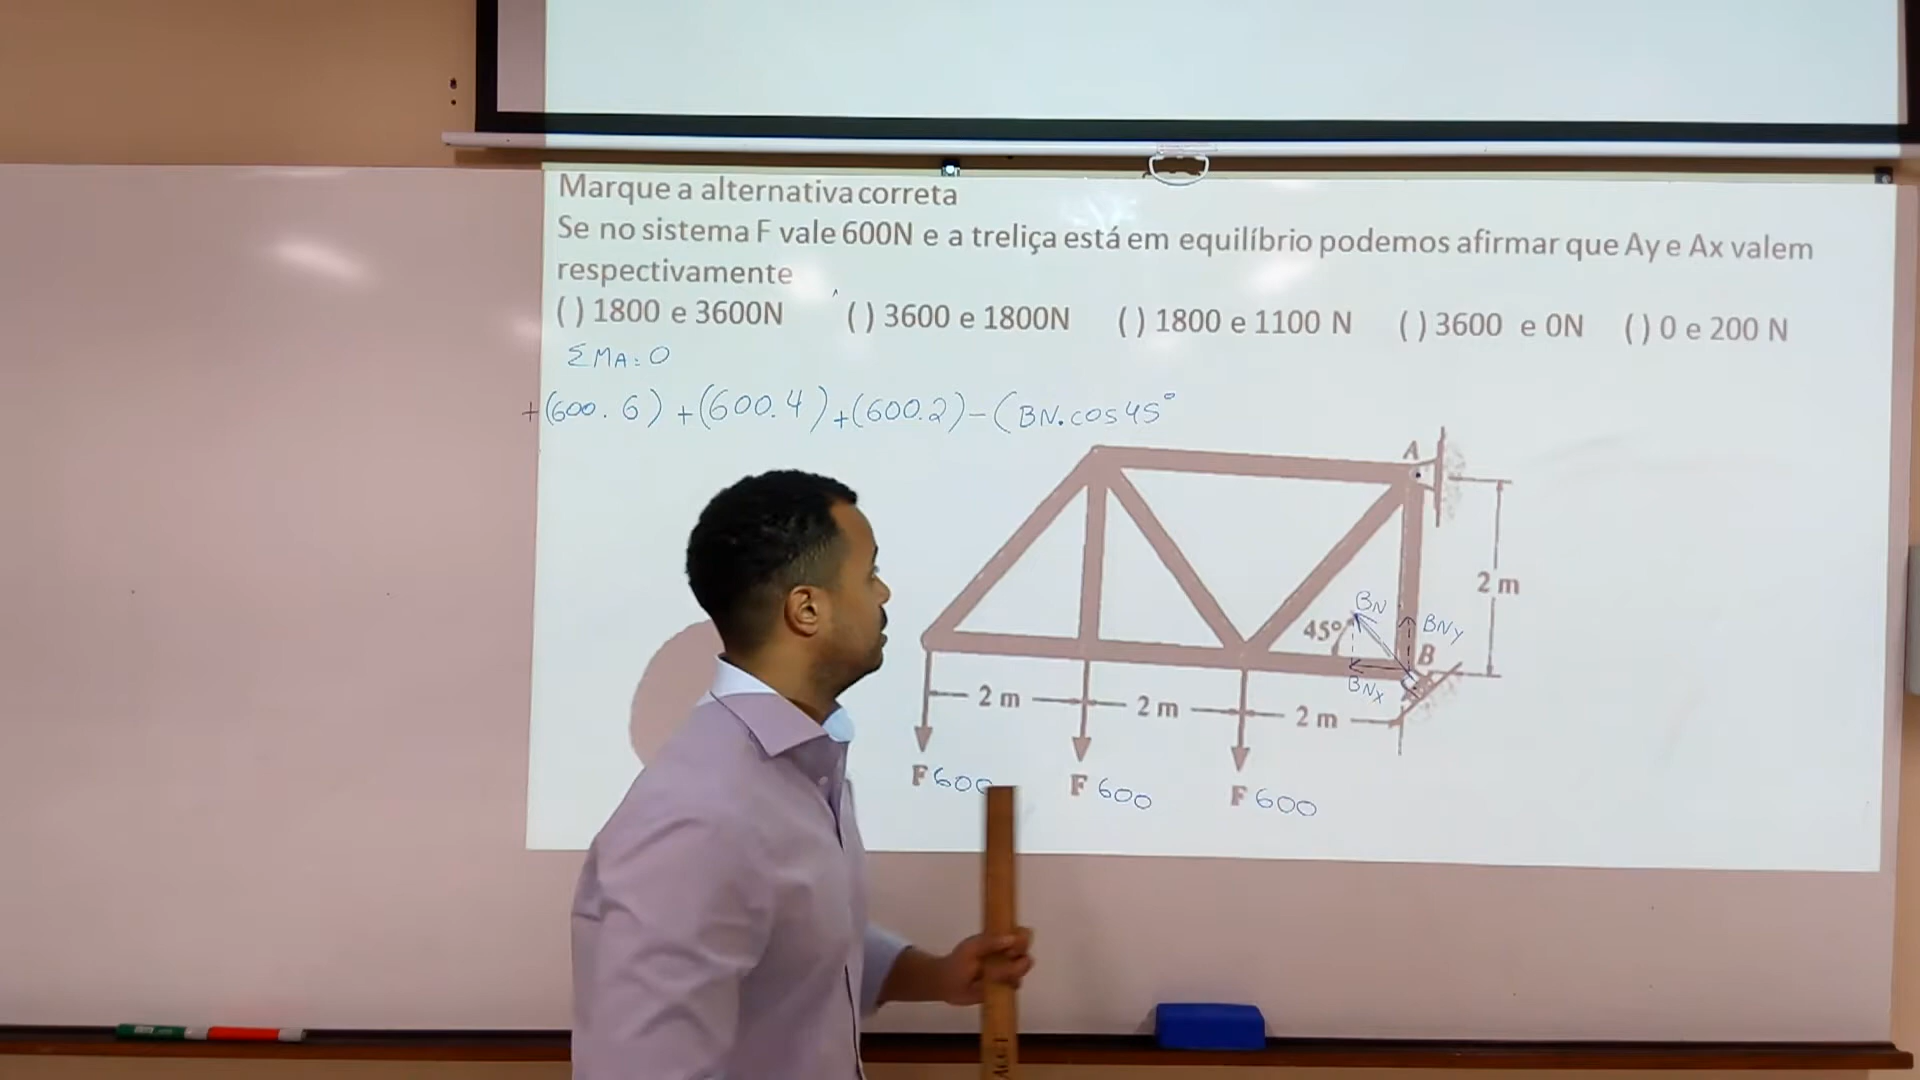 Marque a alternativa correta
Se no sistema F vale 600N e a treliça está em equilíbrio podemos afirmar que Ay e Ax valem
respectivamente
( ) 1800 e 3600N ( ) 3600 e 1800N ( ) 1800 e 1100 N ( ) 3600 e 0N ( ) 0 e 200 N
ΣMA=0
+(600.6)+(600.4)+(600.2)-(BN.cos45°
A
2 m
BN
45°
BNy
B
BNx
2 m
2 m
2 m
F 600
F 600
F 600